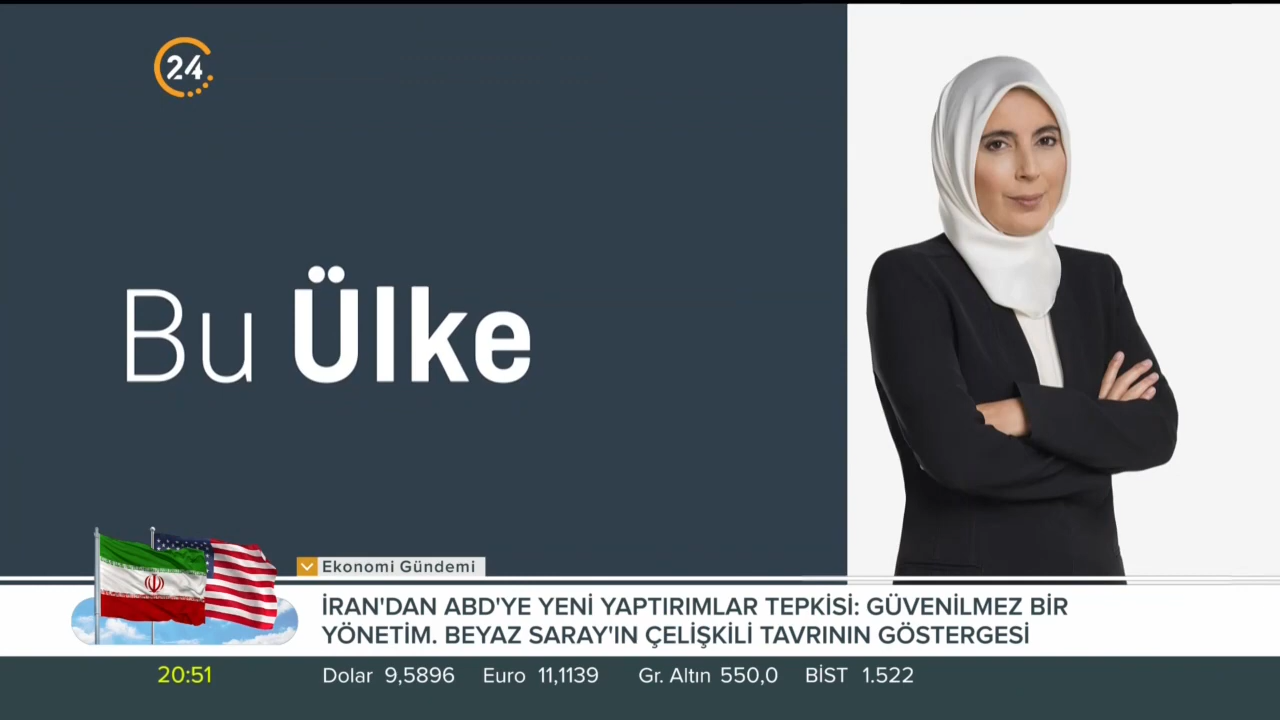 24
Bu Ülke
Ekonomi Gündemi
İRAN'DAN ABD'YE YENİ YAPTIRIMLAR TEPKİSİ: GÜVENİLMEZ BİR
YÖNETİM. BEYAZ SARAY'IN ÇELİŞKİLİ TAVRININ GÖSTERGESİ
20:51 Dolar 9,5896 Euro 11,1139 Gr. Altın 550,0 BİST 1.522